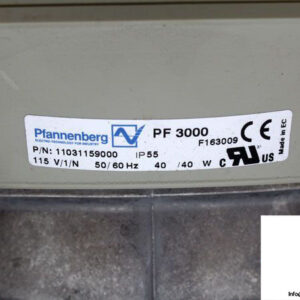 Pfannenberg
ELECTRO-TECHNOLOGY FOR INDUSTRY
PF 3000
F163009
P/N: 11031159000 IP55
115 V/1/N 50/60 Hz 40 /40 W
C US
Made in EC
Info